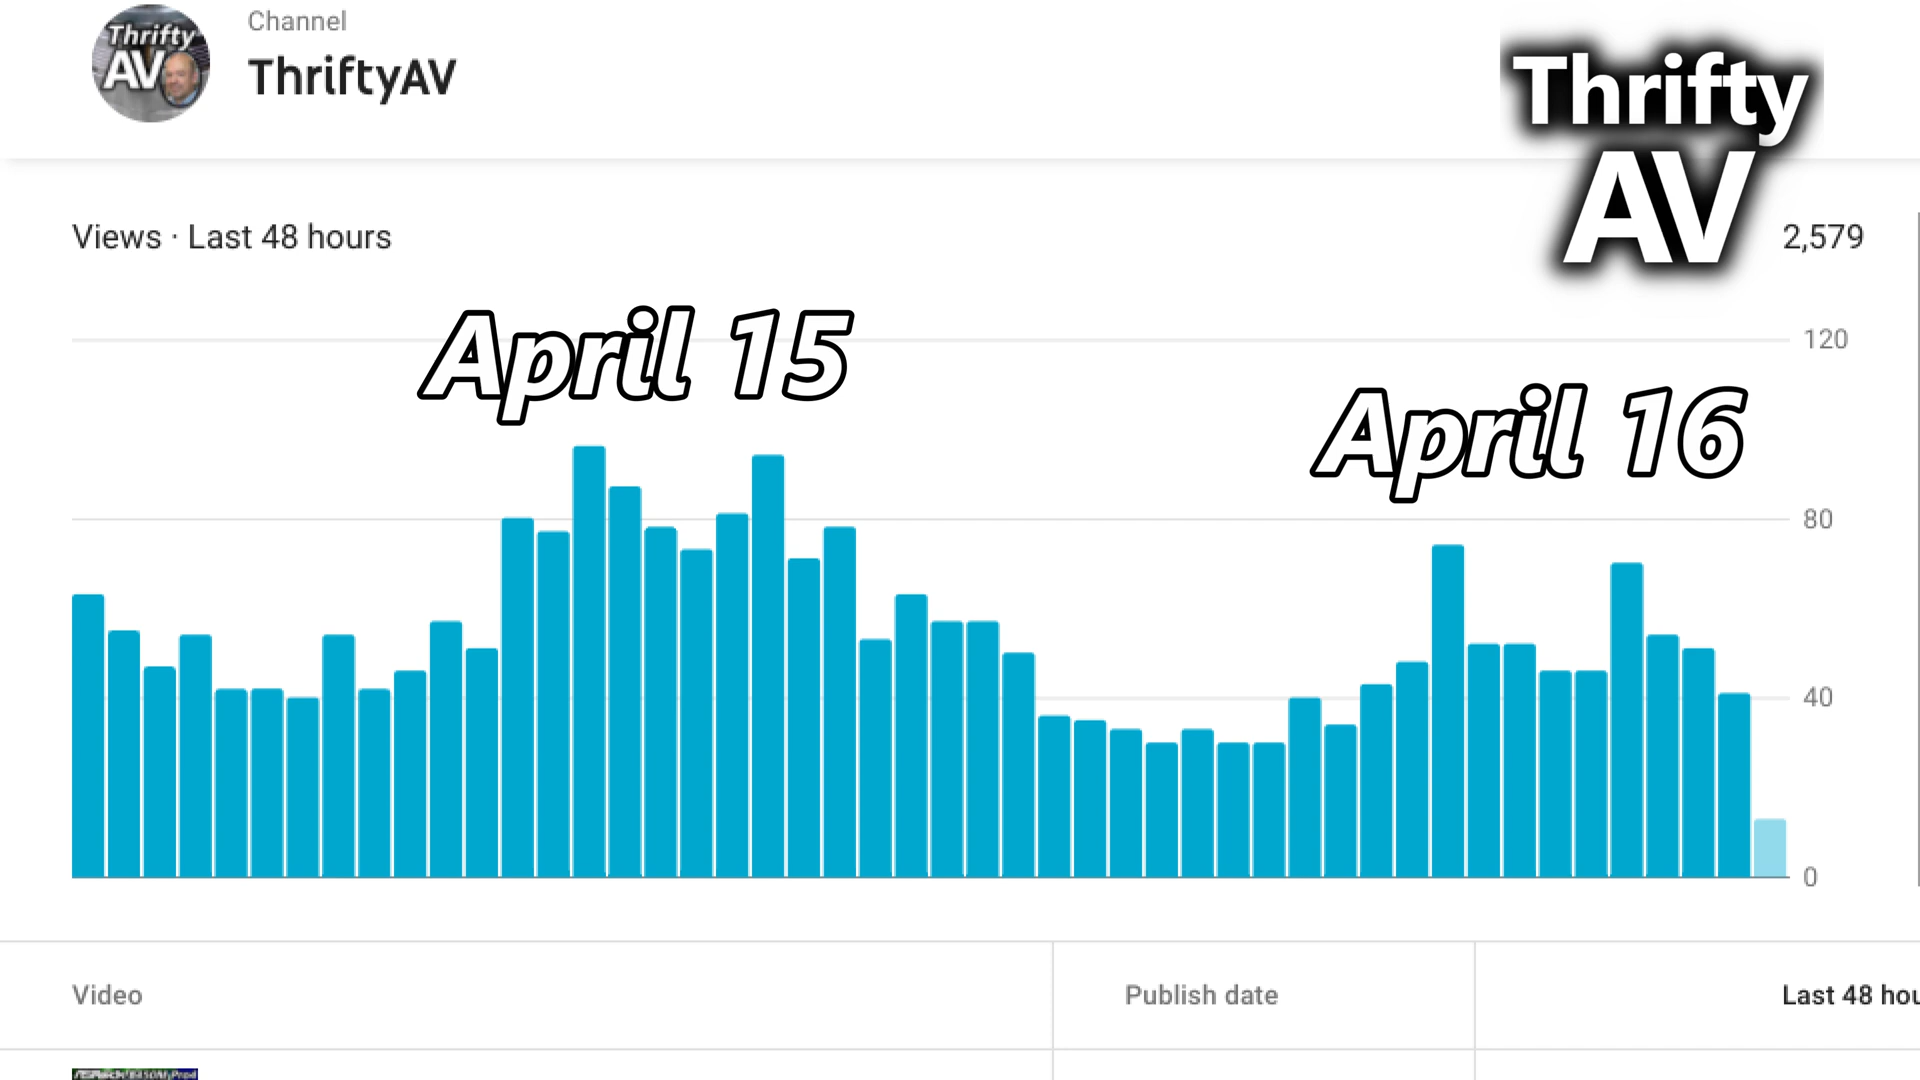 Thrifty
AV
Channel
ThriftyAV
Thrifty
AV
Views · Last 48 hours
2,579
April 15
120
April 16
80
40
0
Video
Publish date
Last 48 hou